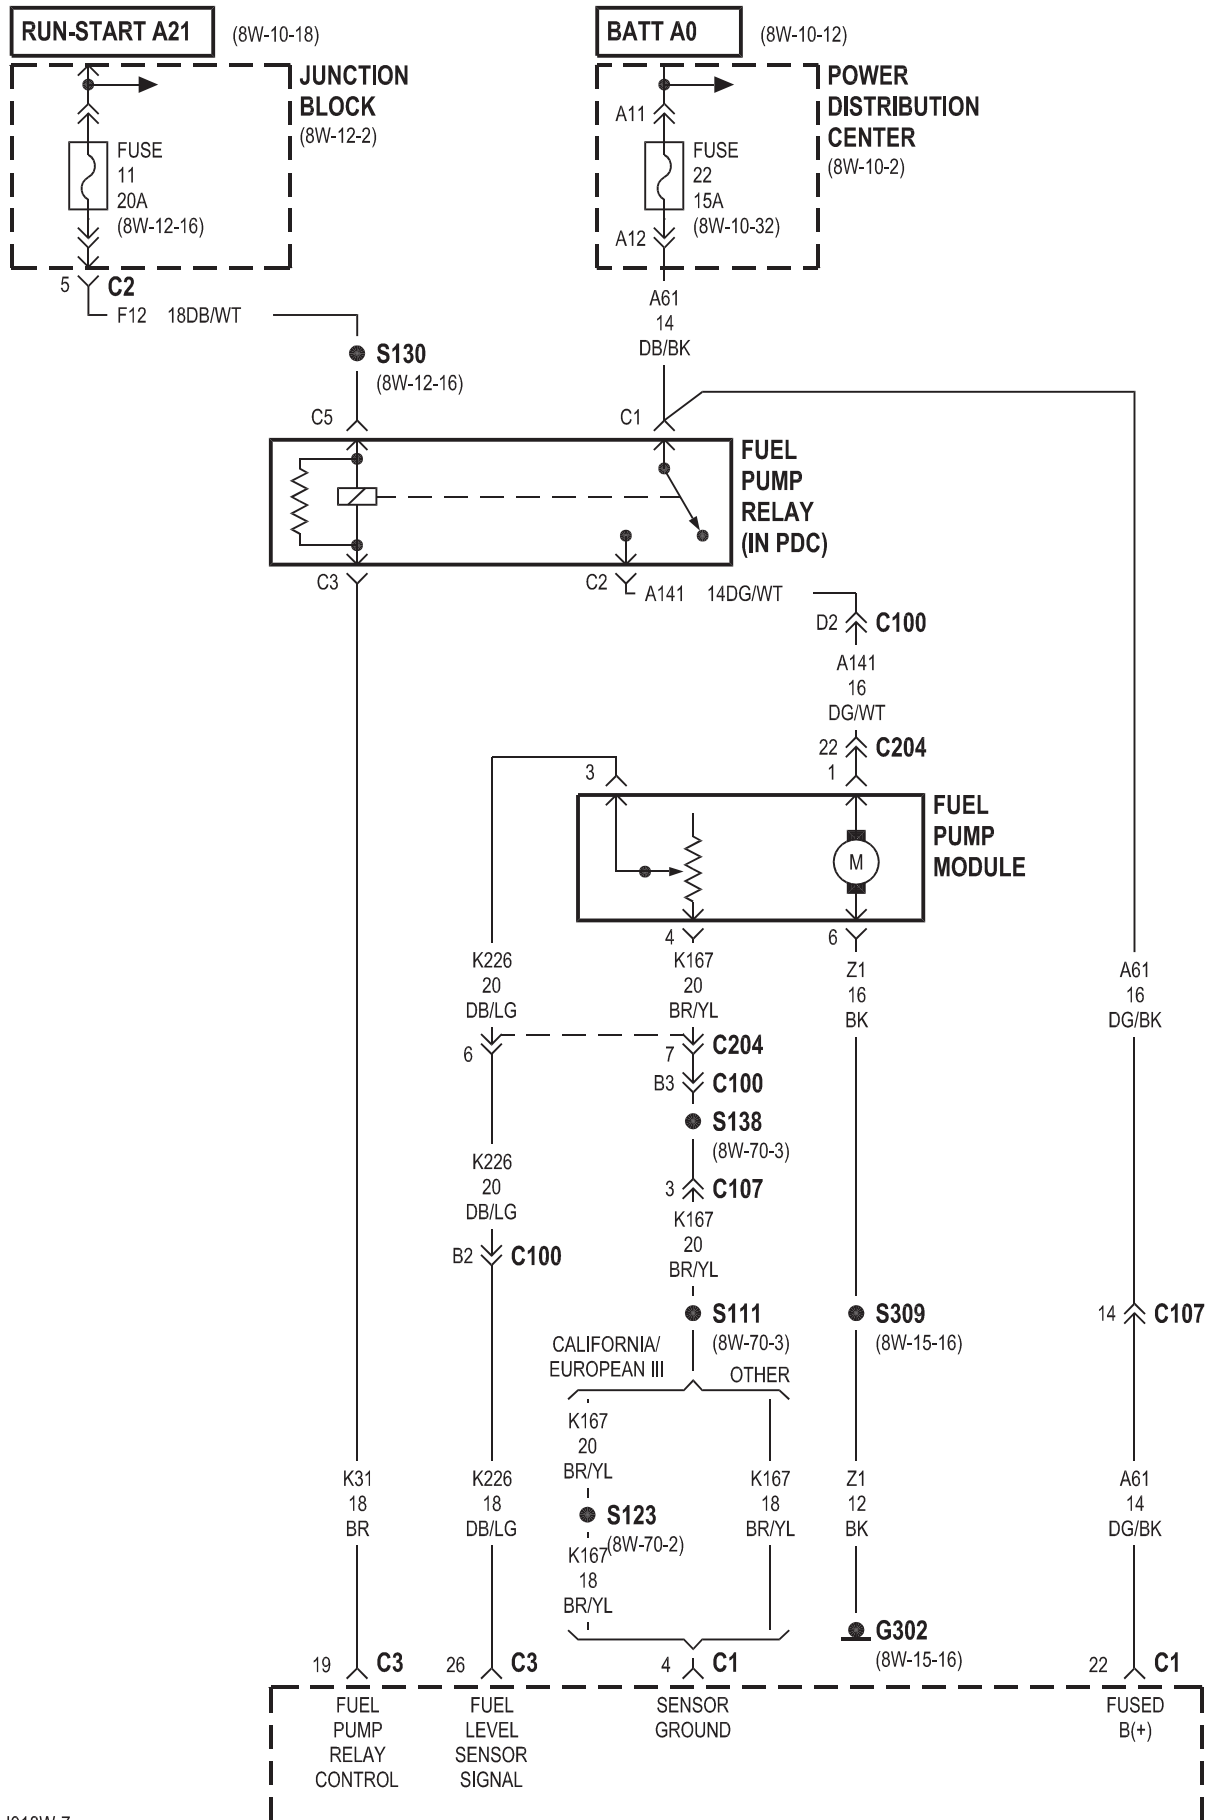 RUN-START A21
(8W-10-18)
BATT A0
(8W-10-12)
JUNCTION
BLOCK
(8W-12-2)
FUSE
11
20A
(8W-12-16)
5
C2
F12 18DB/WT
POWER
DISTRIBUTION
CENTER
(8W-10-2)
A11
FUSE
22
15A
(8W-10-32)
A12
A61
14
DB/BK
S130
(8W-12-16)
C5
C1
FUEL
PUMP
RELAY
(IN PDC)
C3
C2
A141 14DG/WT
D2
C100
A141
16
DG/WT
22
C204
3
1
FUEL
PUMP
MODULE
M
4
6
K226
20
DB/LG
K167
20
BR/YL
Z1
16
BK
A61
16
DG/BK
6
7
C204
B3
C100
S138
(8W-70-3)
K226
20
DB/LG
3
C107
K167
20
BR/YL
B2
C100
S111
(8W-70-3)
S309
(8W-15-16)
14
C107
CALIFORNIA/
EUROPEAN III
OTHER
K167
20
BR/YL
K31
18
BR
K226
18
DB/LG
S123
(8W-70-2)
K167
18
BR/YL
K167
18
BR/YL
Z1
12
BK
A61
14
DG/BK
G302
(8W-15-16)
19
C3
26
C3
4
C1
22
C1
FUEL
PUMP
RELAY
CONTROL
FUEL
LEVEL
SENSOR
SIGNAL
SENSOR
GROUND
FUSED
B(+)